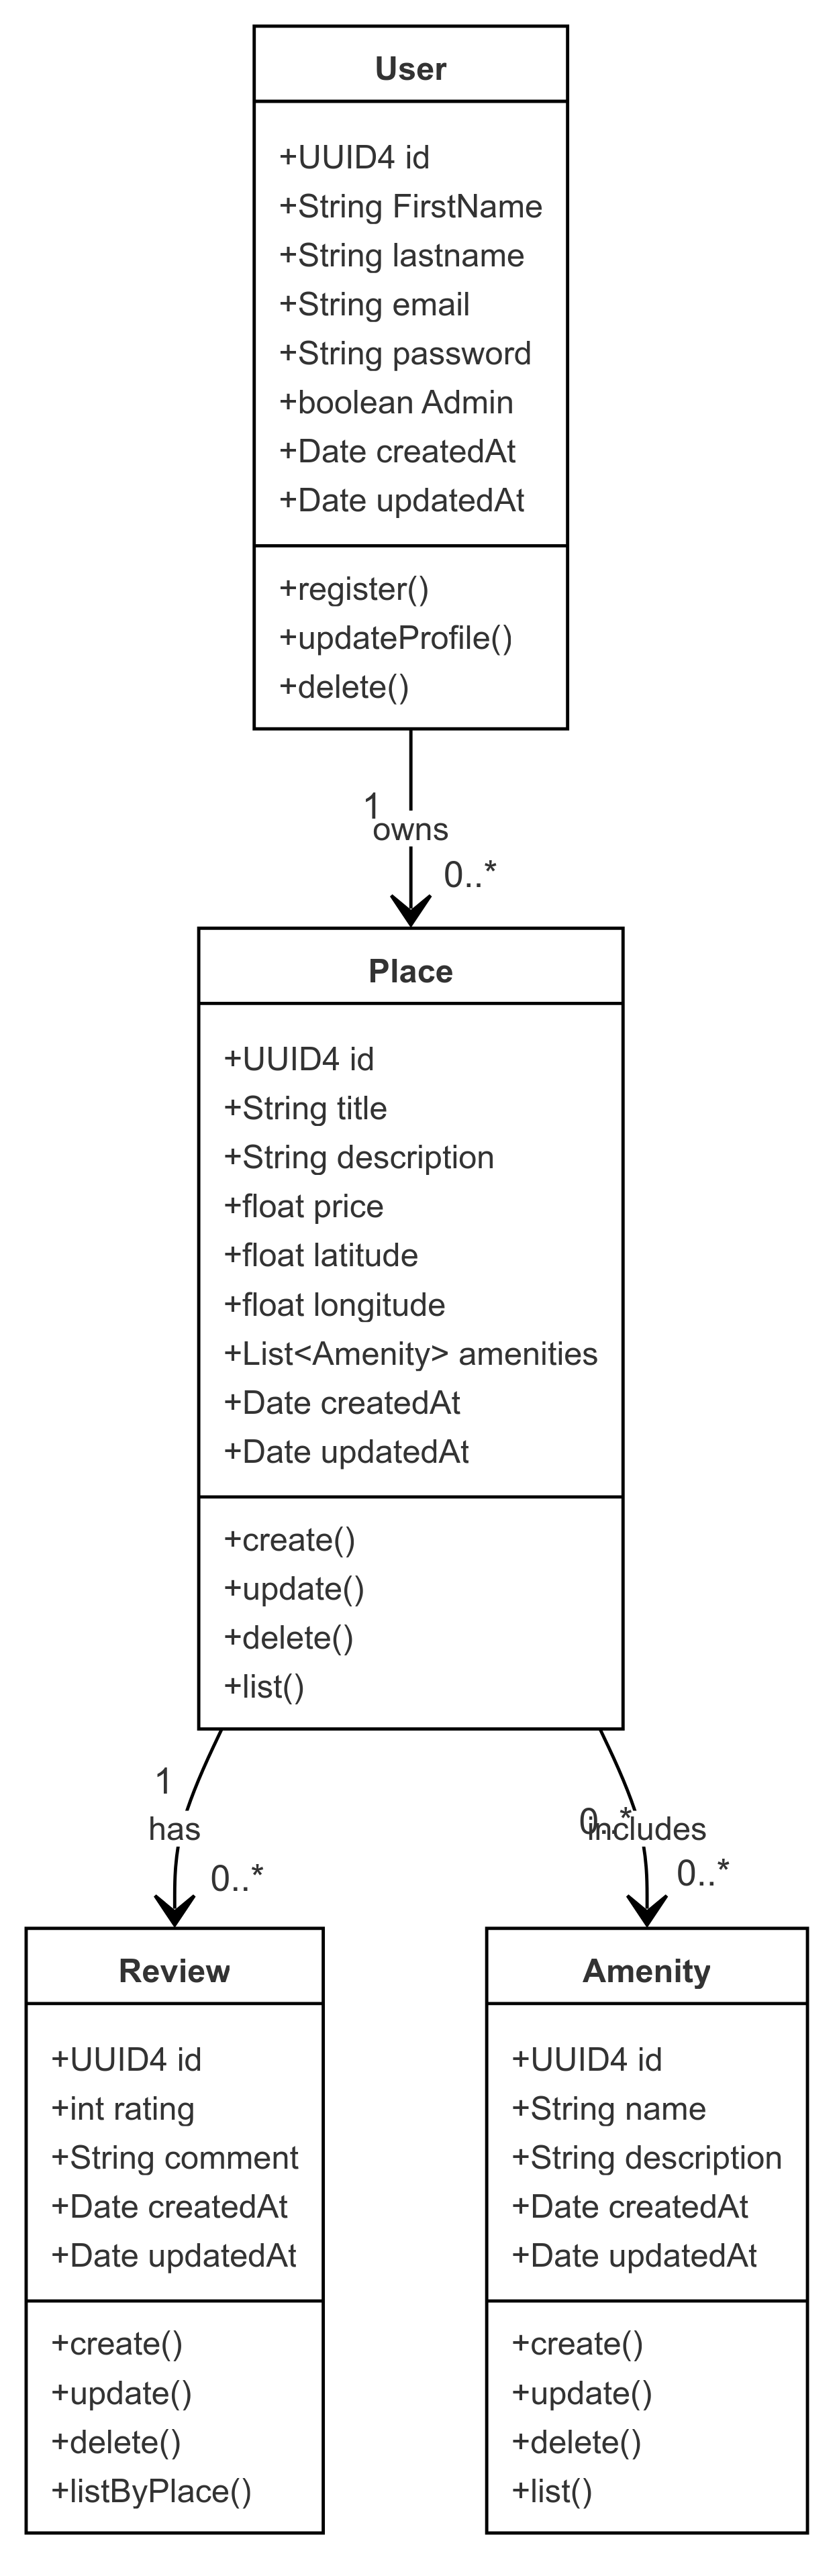 User
+UUID4 id
+String FirstName
+String lastname
+String email
+String password
+boolean Admin
+Date createdAt
+Date updatedAt
+register()
+updateProfile()
+delete()
1
owns
0..*
Place
+UUID4 id
+String title
+String description
+float price
+float latitude
+float longitude
+List<Amenity> amenities
+Date createdAt
+Date updatedAt
+create()
+update()
+delete()
+list()
1
has
0..*
0..*
includes
0..*
Review
+UUID4 id
+int rating
+String comment
+Date createdAt
+Date updatedAt
+create()
+update()
+delete()
+listByPlace()
Amenity
+UUID4 id
+String name
+String description
+Date createdAt
+Date updatedAt
+create()
+update()
+delete()
+list()